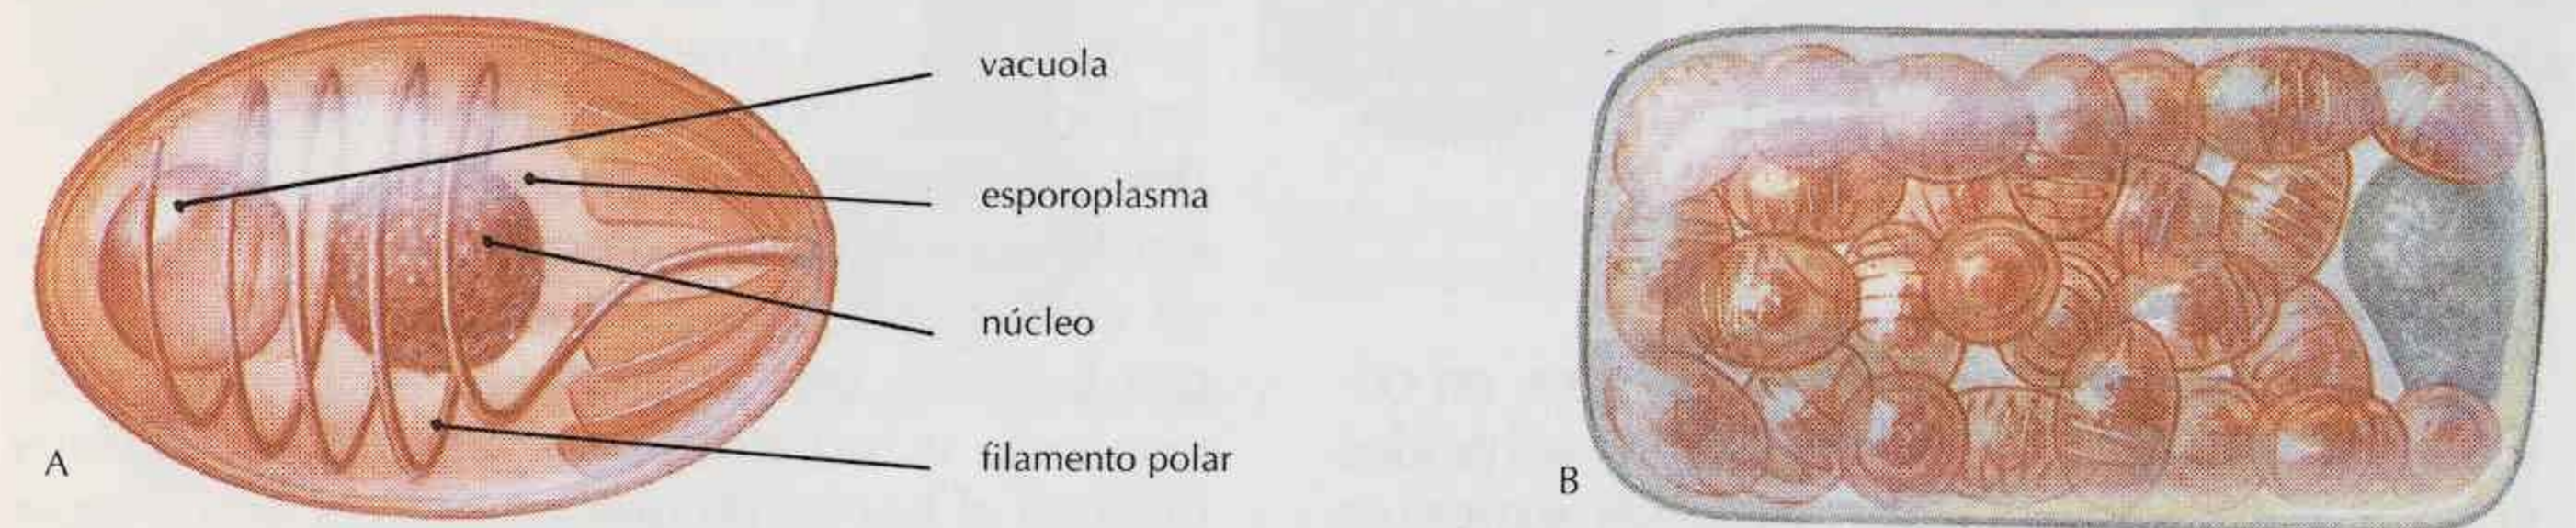 vacuola
esporoplasma
núcleo
filamento polar
A
B